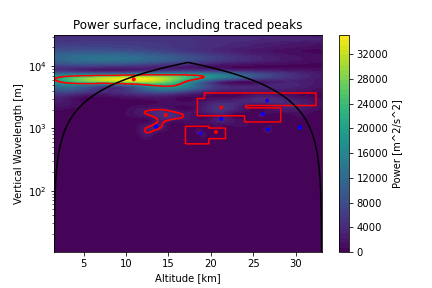 Power surface, including traced peaks
Vertical Wavelength [m]
10^4
10^3
10^2
5 10 15 20 25 30
Altitude [km]
32000
28000
24000
20000
16000
12000
8000
4000
0
Power [m^2/s^2]